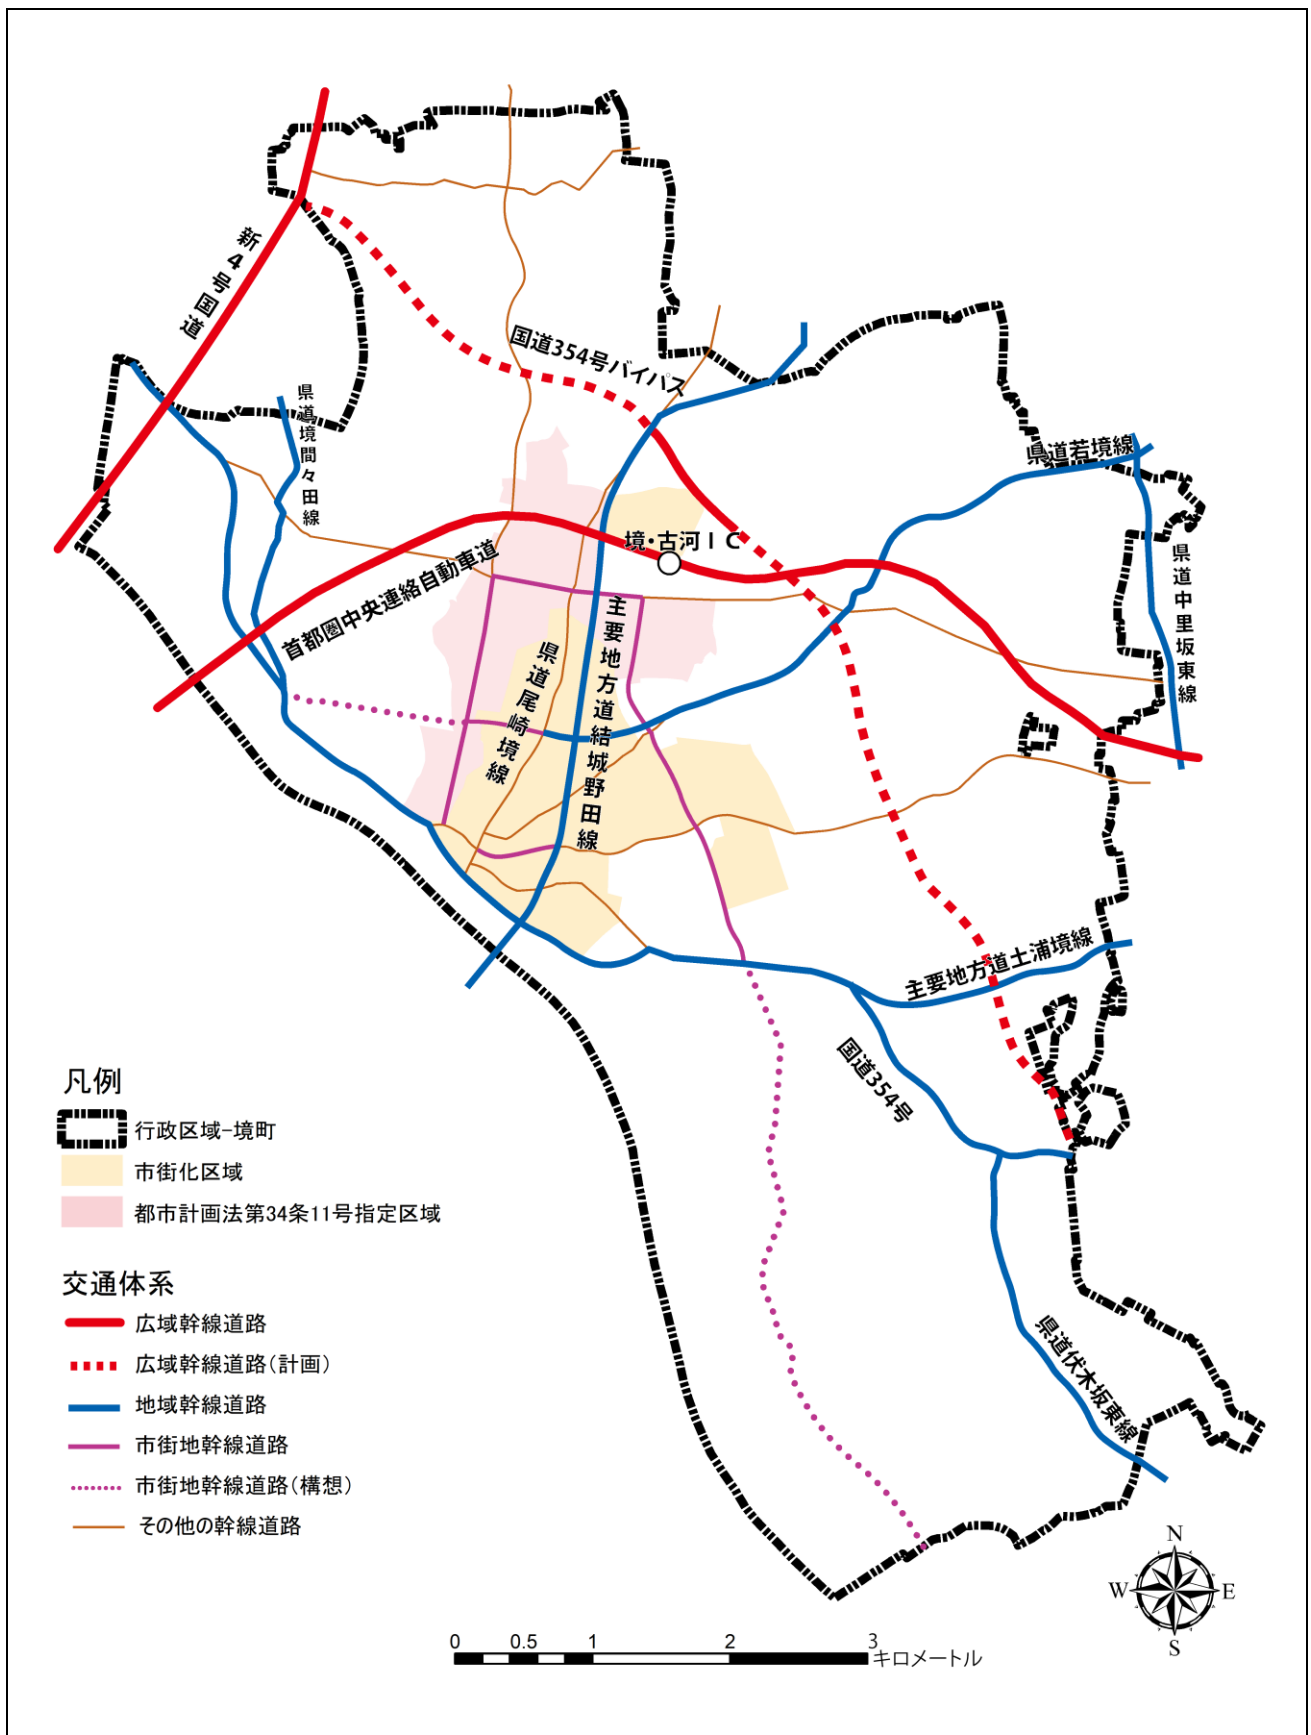 新4号国道
国道354号バイパス
県道境間々田線
県道若境線
境・古河IC
県道中里坂東線
首都圏中央連絡自動車道
主要地方道結城野田線
県道尾崎境線
主要地方道土浦境線
国道354号
県道伏木坂東線
凡例
行政区域-境町
市街化区域
都市計画法第34条11号指定区域
交通体系
広域幹線道路
広域幹線道路(計画)
地域幹線道路
市街地幹線道路
市街地幹線道路(構想)
その他の幹線道路
N
W E
S
0 0.5 1 2 3
キロメートル